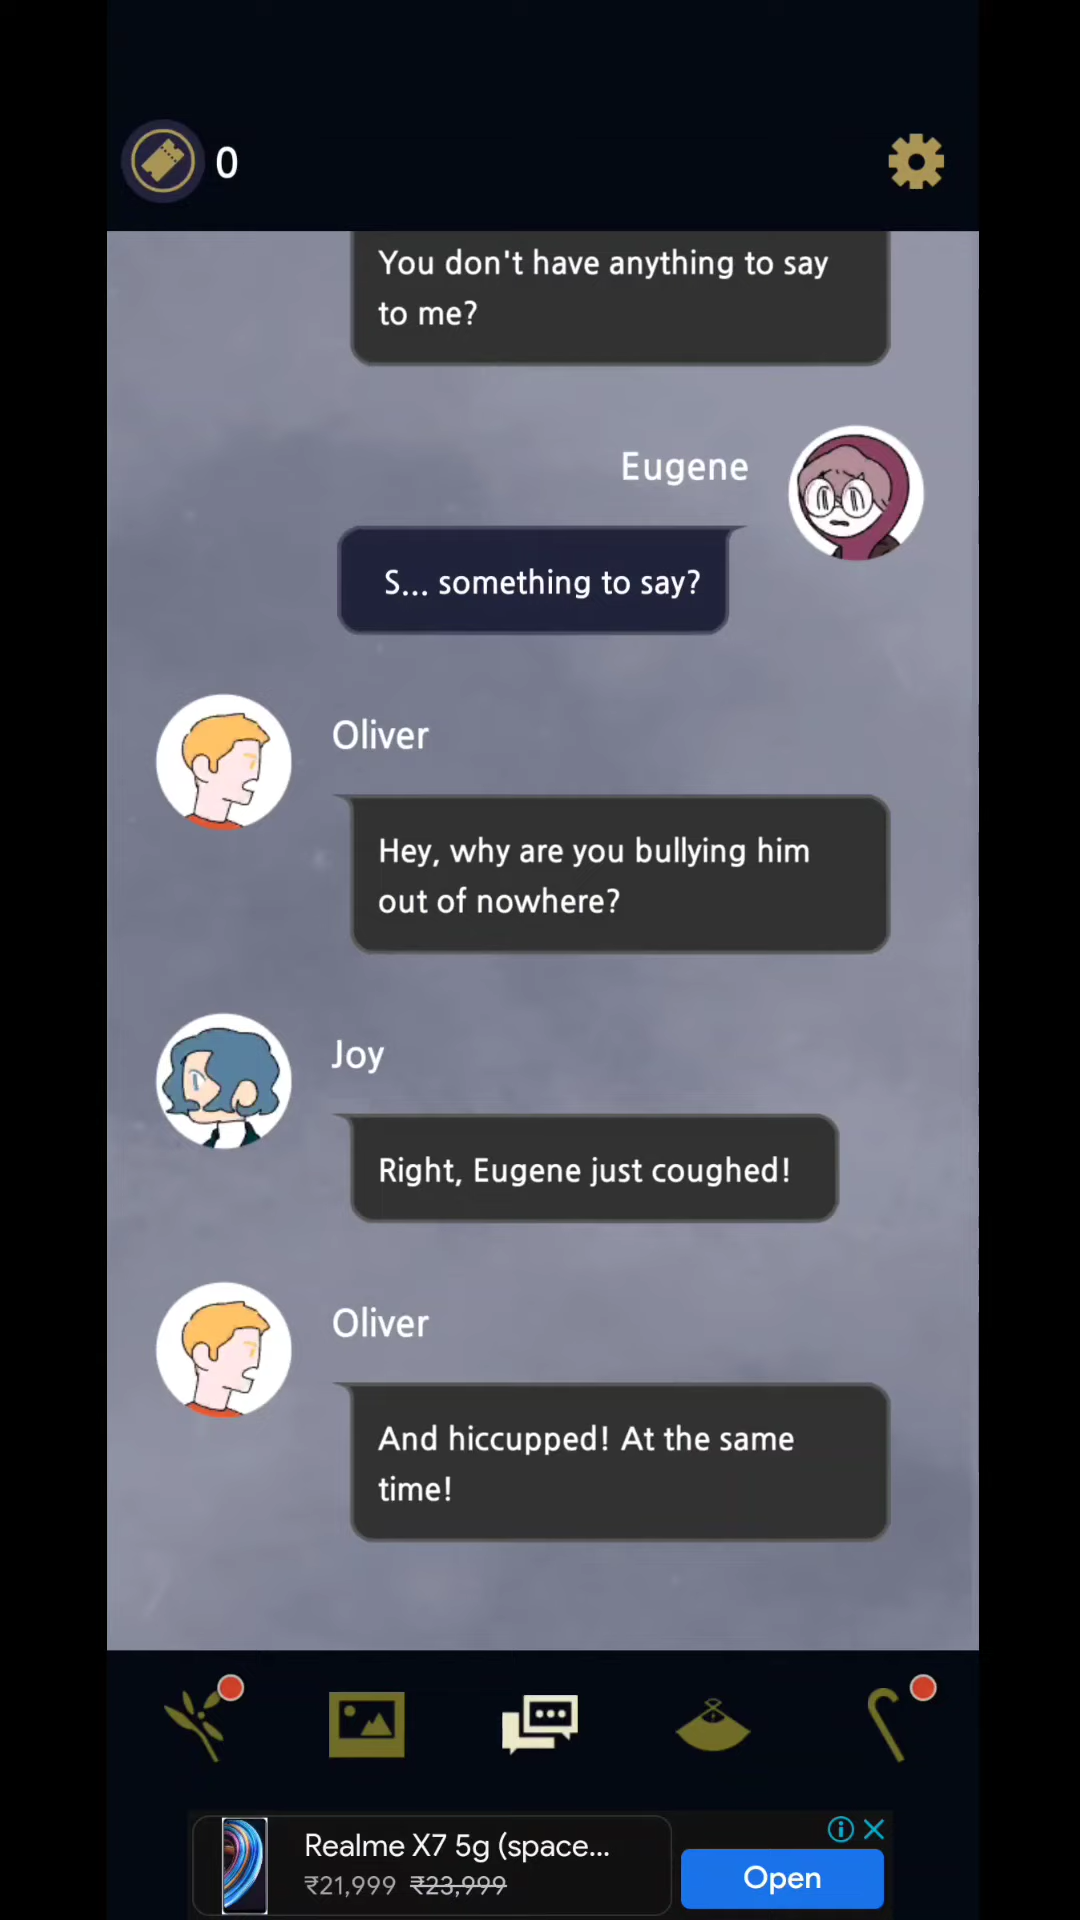 0
You don't have anything to say
to me?
Eugene
S... something to say?
Oliver
Hey, why are you bullying him
out of nowhere?
Joy
Right, Eugene just coughed!
Oliver
And hiccupped! At the same
time!
Realme X7 5g (space...
₹21,999 ₹23,999
Open